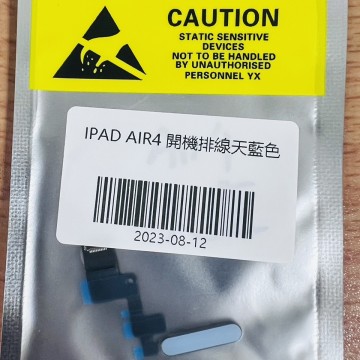 CAUTION
STATIC SENSITIVE
DEVICES
NOT TO BE HANDLED
BY UNAUTHORISED
PERSONNEL YX
IPAD AIR4 開機排線天藍色
2023-08-12